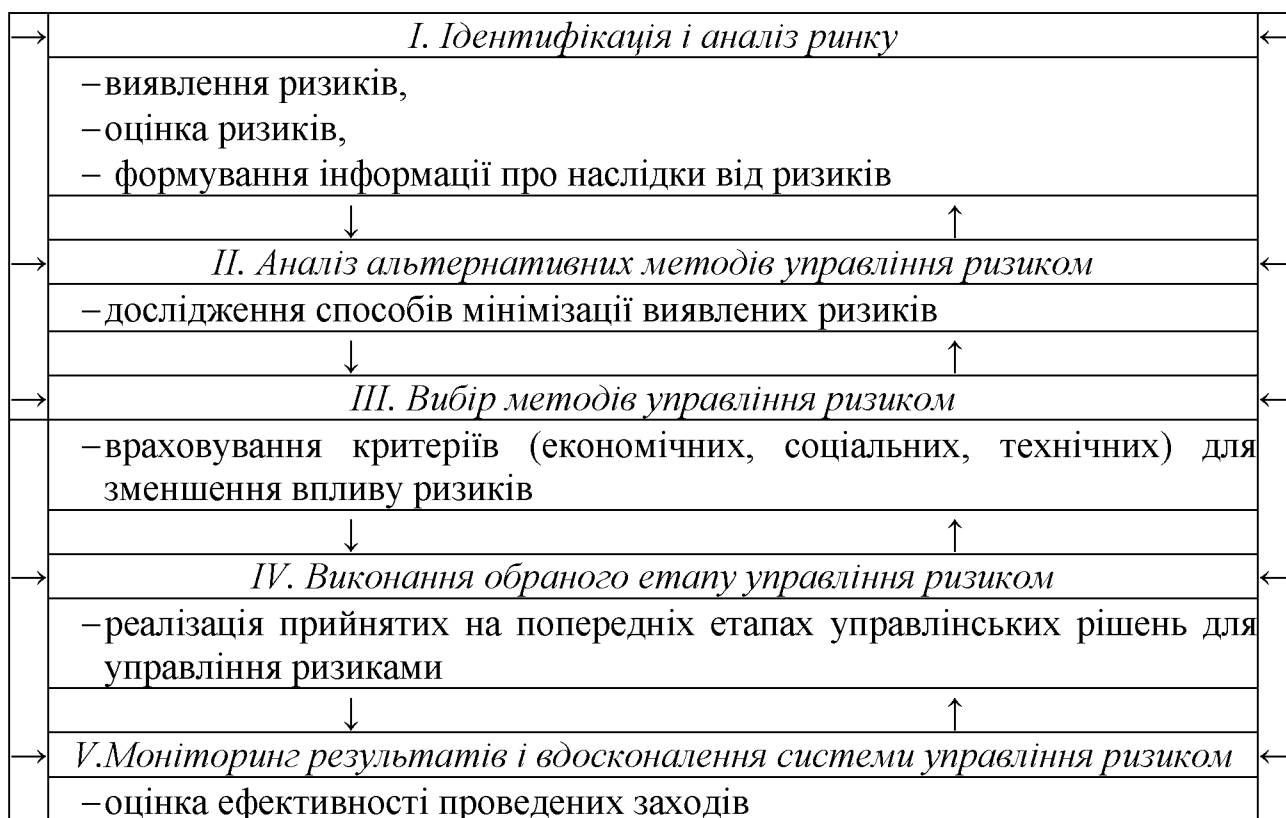 → I. Ідентифікація і аналіз ринку ←
–виявлення ризиків,
–оцінка ризиків,
– формування інформації про наслідки від ризиків
↓ ↑
→ II. Аналіз альтернативних методів управління ризиком ←
–дослідження способів мінімізації виявлених ризиків
↓ ↑
→ III. Вибір методів управління ризиком ←
–враховування критеріїв (економічних, соціальних, технічних) для
зменшення впливу ризиків
↓ ↑
→ IV. Виконання обраного етапу управління ризиком ←
–реалізація прийнятих на попередніх етапах управлінських рішень для
управління ризиками
↓ ↑
→ V.Моніторинг результатів і вдосконалення системи управління ризиком ←
–оцінка ефективності проведених заходів